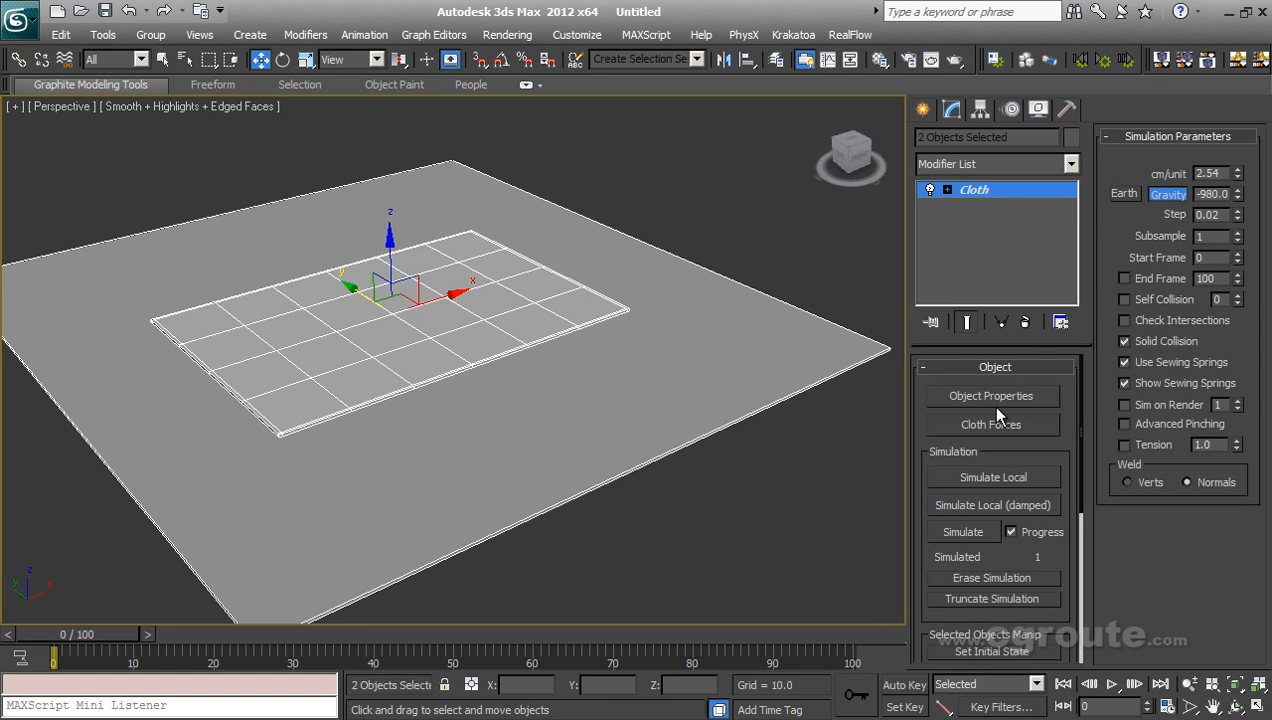 Autodesk 3ds Max 2012 x64 Untitled
Type a keyword or phrase
Edit Tools Group Views Create Modifiers Animation Graph Editors Rendering Customize MAXScript Help PhysX Krakatoa RealFlow
All View Create Selection Se
Graphite Modeling Tools Freeform Selection Object Paint People
[ + ] [ Perspective ] [ Smooth + Highlights + Edged Faces ]
z
y
x
z
y
x
2 Objects Selected
Modifier List
Cloth
- Object
Object Properties
Cloth Forces
Simulation
Simulate Local
Simulate Local (damped)
Simulate Progress
Simulated 1
Erase Simulation
Truncate Simulation
Selected Objects Manip
Set Initial State
- Simulation Parameters
cm/unit 2.54
Earth Gravity -980.0
Step 0.02
Subsample 1
Start Frame 0
End Frame 100
Self Collision 0
Check Intersections
Solid Collision
Use Sewing Springs
Show Sewing Springs
Sim on Render 1
Advanced Pinching
Tension 1.0
Weld
Verts Normals
www.cgroute.com
< 0 / 100 >
0 10 20 30 40 50 60 70 80 90 100
2 Objects Selecte X: Y: Z: Grid = 10.0 Auto Key Selected
MAXScript Mini Listener
Click and drag to select and move objects Add Time Tag Set Key Key Filters... 0